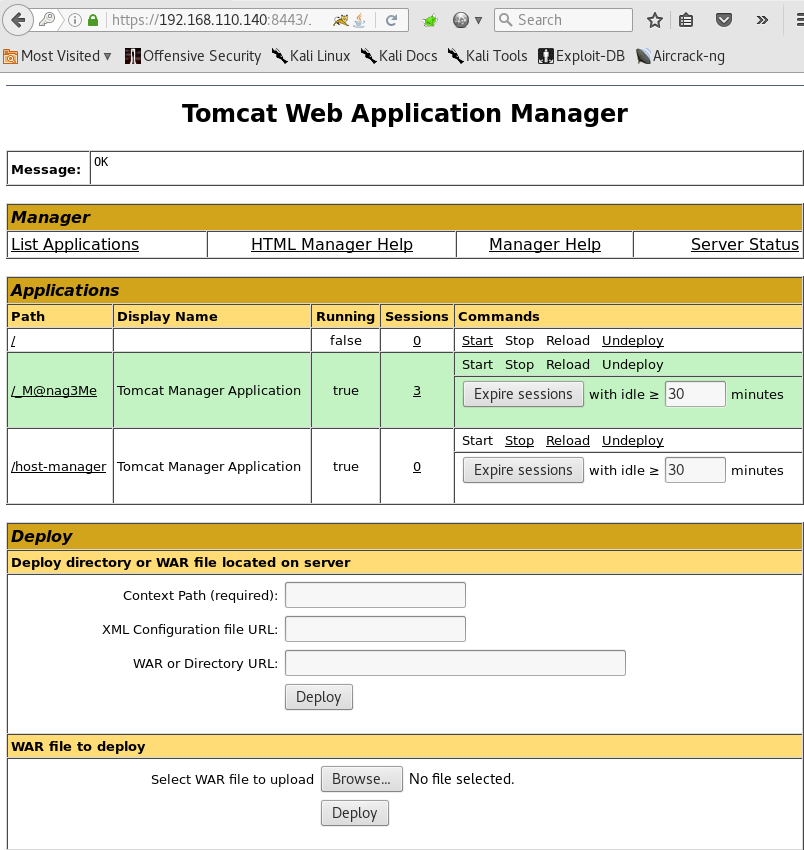 https://192.168.110.140:8443/. Search
Most Visited Offensive Security Kali Linux Kali Docs Kali Tools Exploit-DB Aircrack-ng
Tomcat Web Application Manager
Message: OK
Manager
List Applications HTML Manager Help Manager Help Server Status
Applications
Path Display Name Running Sessions Commands
/ false 0 Start Stop Reload Undeploy
Start Stop Reload Undeploy
/_M@nag3Me Tomcat Manager Application true 3 Expire sessions with idle ≥ 30 minutes
Start Stop Reload Undeploy
/host-manager Tomcat Manager Application true 0 Expire sessions with idle ≥ 30 minutes
Deploy
Deploy directory or WAR file located on server
Context Path (required):
XML Configuration file URL:
WAR or Directory URL:
Deploy
WAR file to deploy
Select WAR file to upload Browse... No file selected.
Deploy